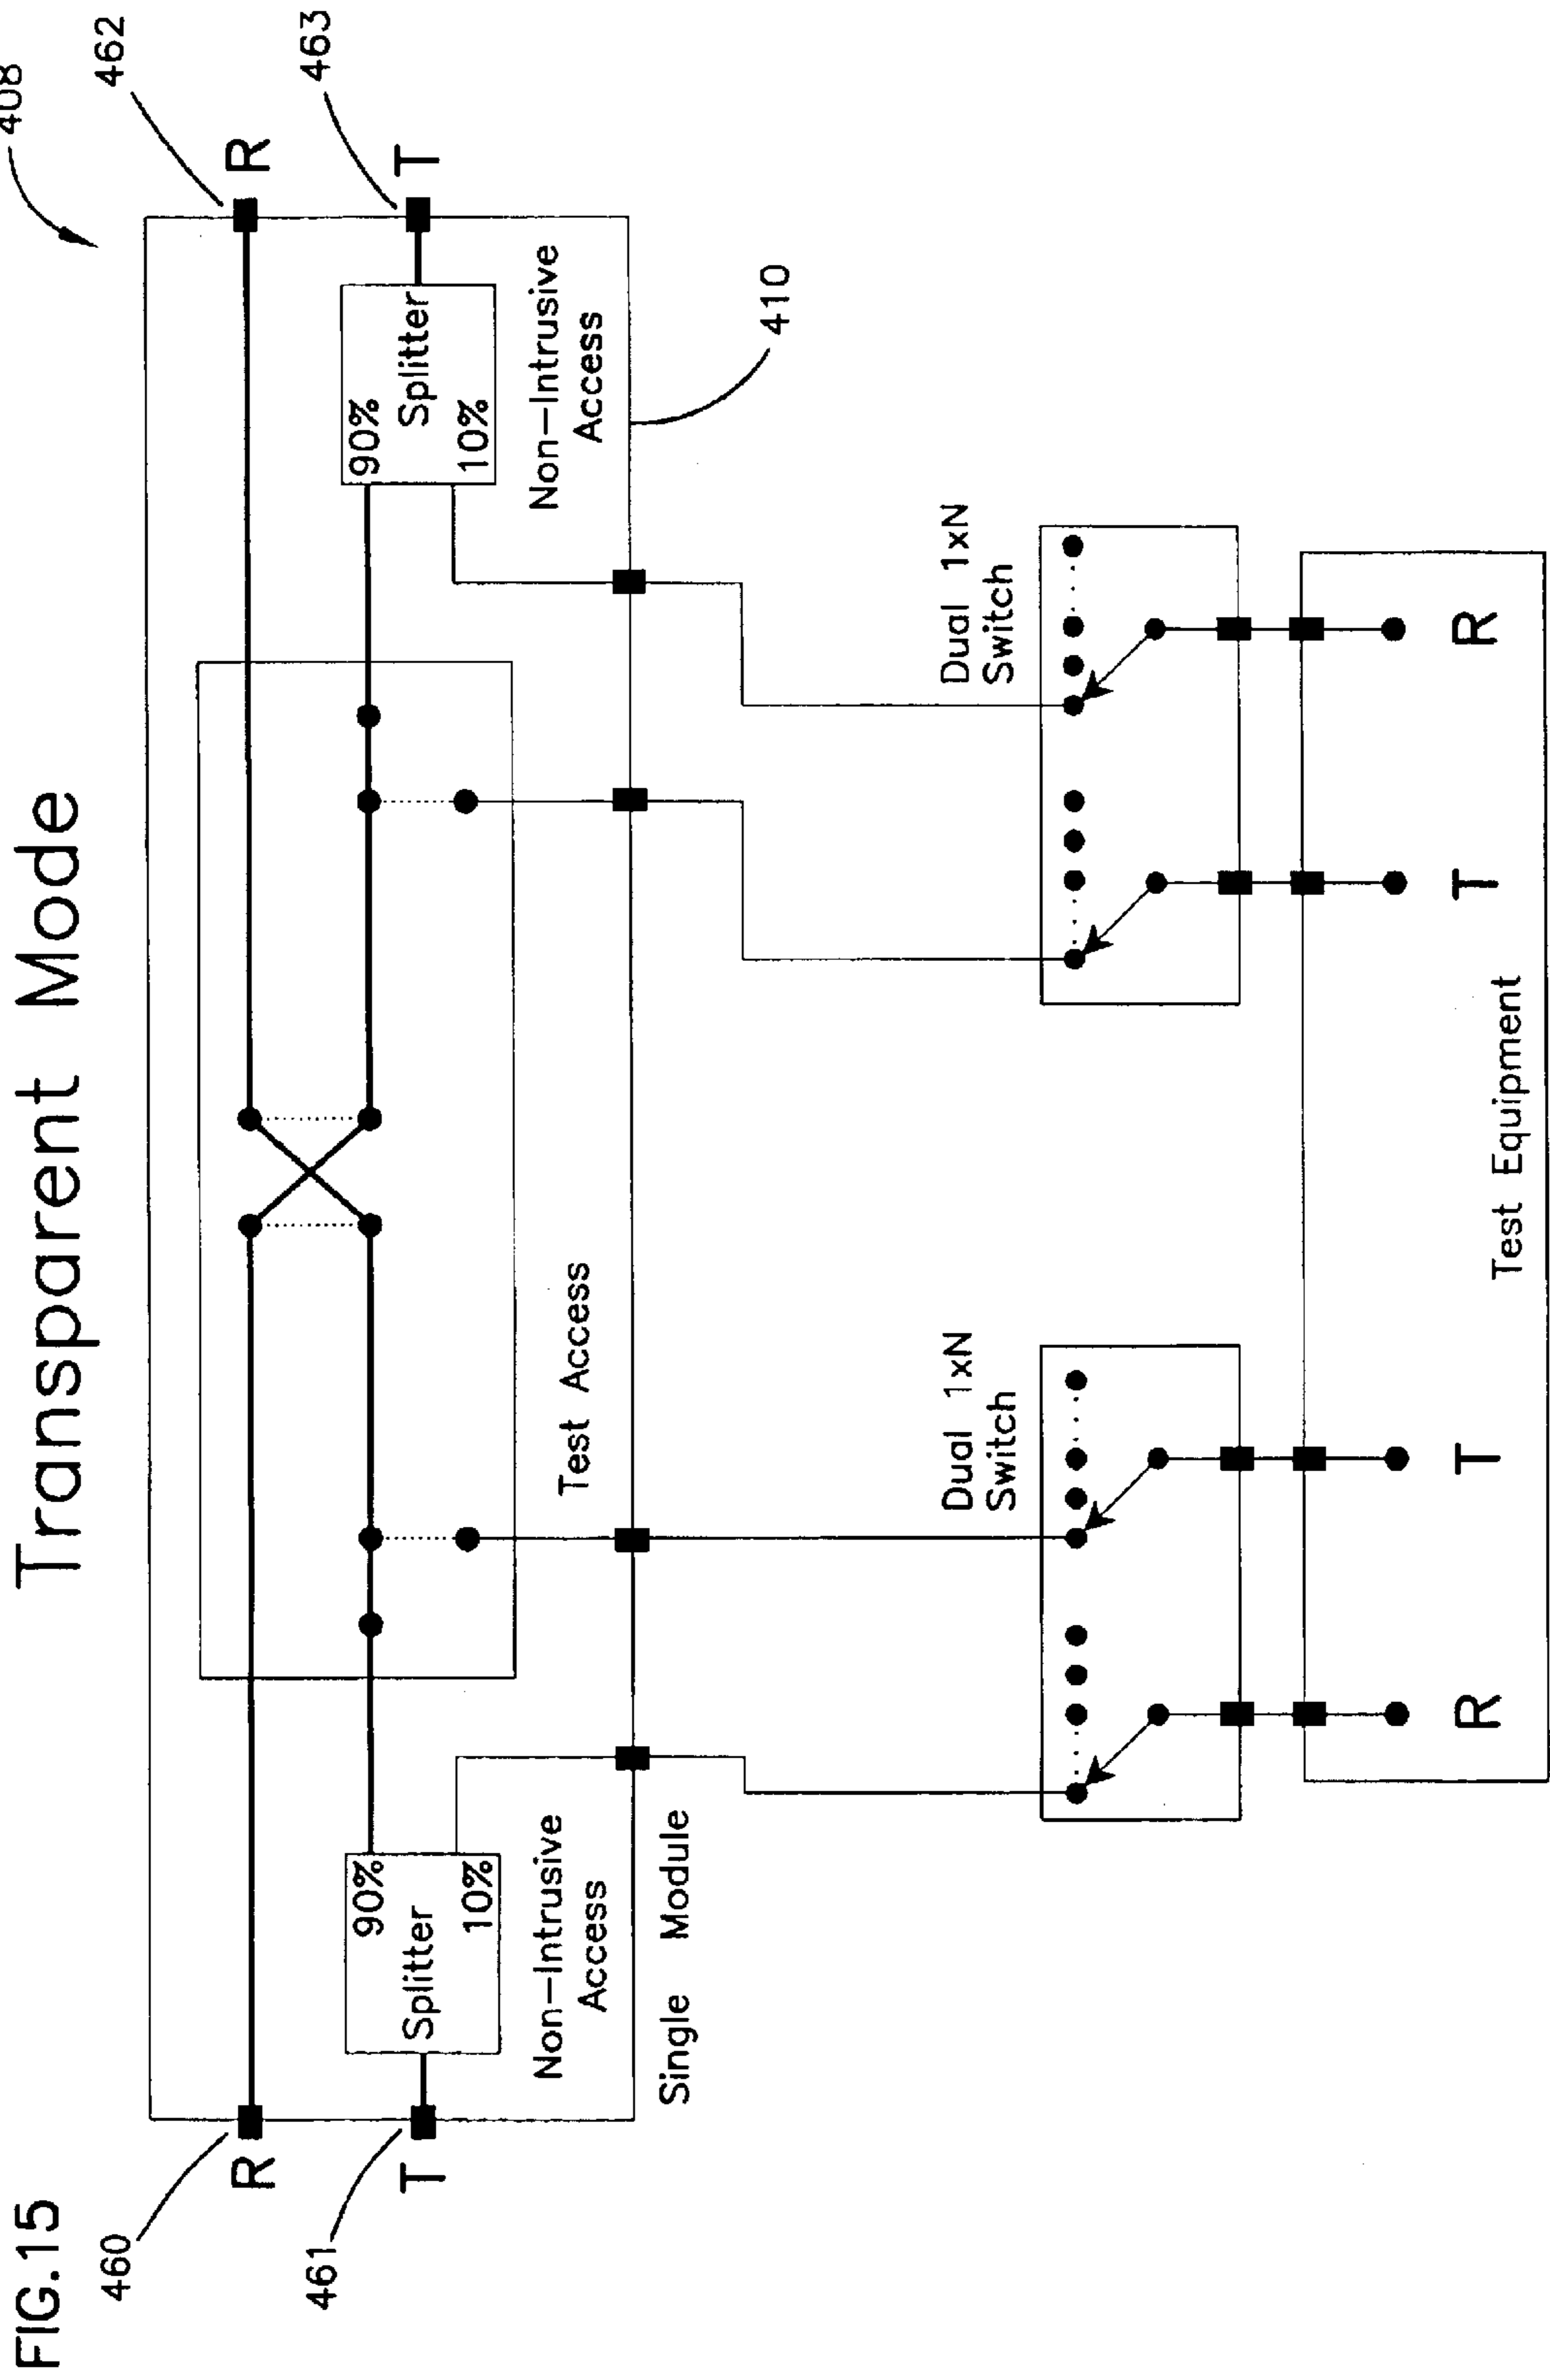 FIG.15
Transparent Mode
408
460
R
462
R
461
T
463
T
Splitter
90%
10%
90%
10%
Splitter
Non-Intrusive
Access
Test Access
Non-Intrusive
Access
Single Module
410
Dual 1xN
Switch
Dual 1xN
Switch
R
T
T
R
Test Equipment